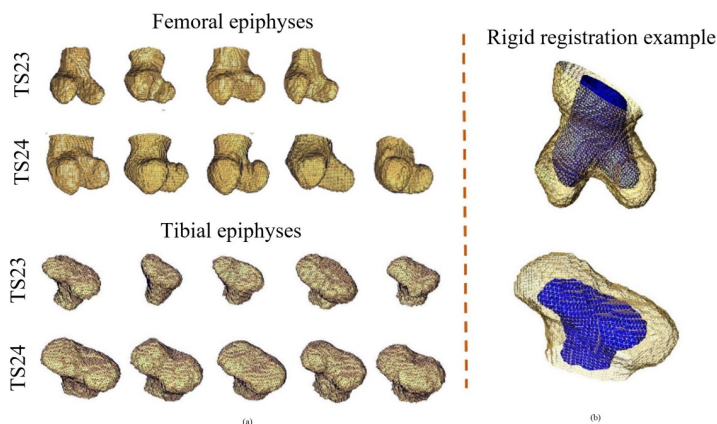 Femoral epiphyses
TS23
TS24
Tibial epiphyses
TS23
TS24
(a)
Rigid registration example
(b)